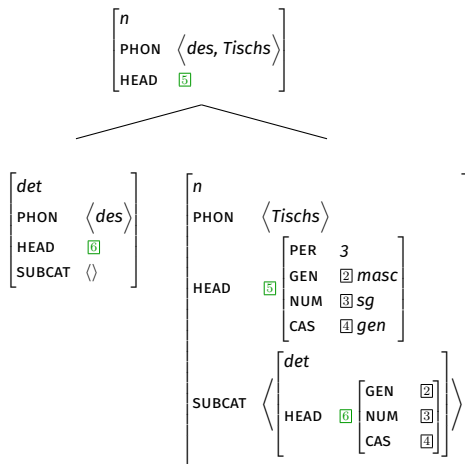 n
PHON ⟨des, Tischs⟩
HEAD 5
det
PHON ⟨des⟩
HEAD 6
SUBCAT ⟨⟩
n
PHON ⟨Tischs⟩
HEAD 5
PER 3
GEN 2 masc
NUM 3 sg
CAS 4 gen
SUBCAT ⟨
det
HEAD 6
GEN 2
NUM 3
CAS 4
⟩